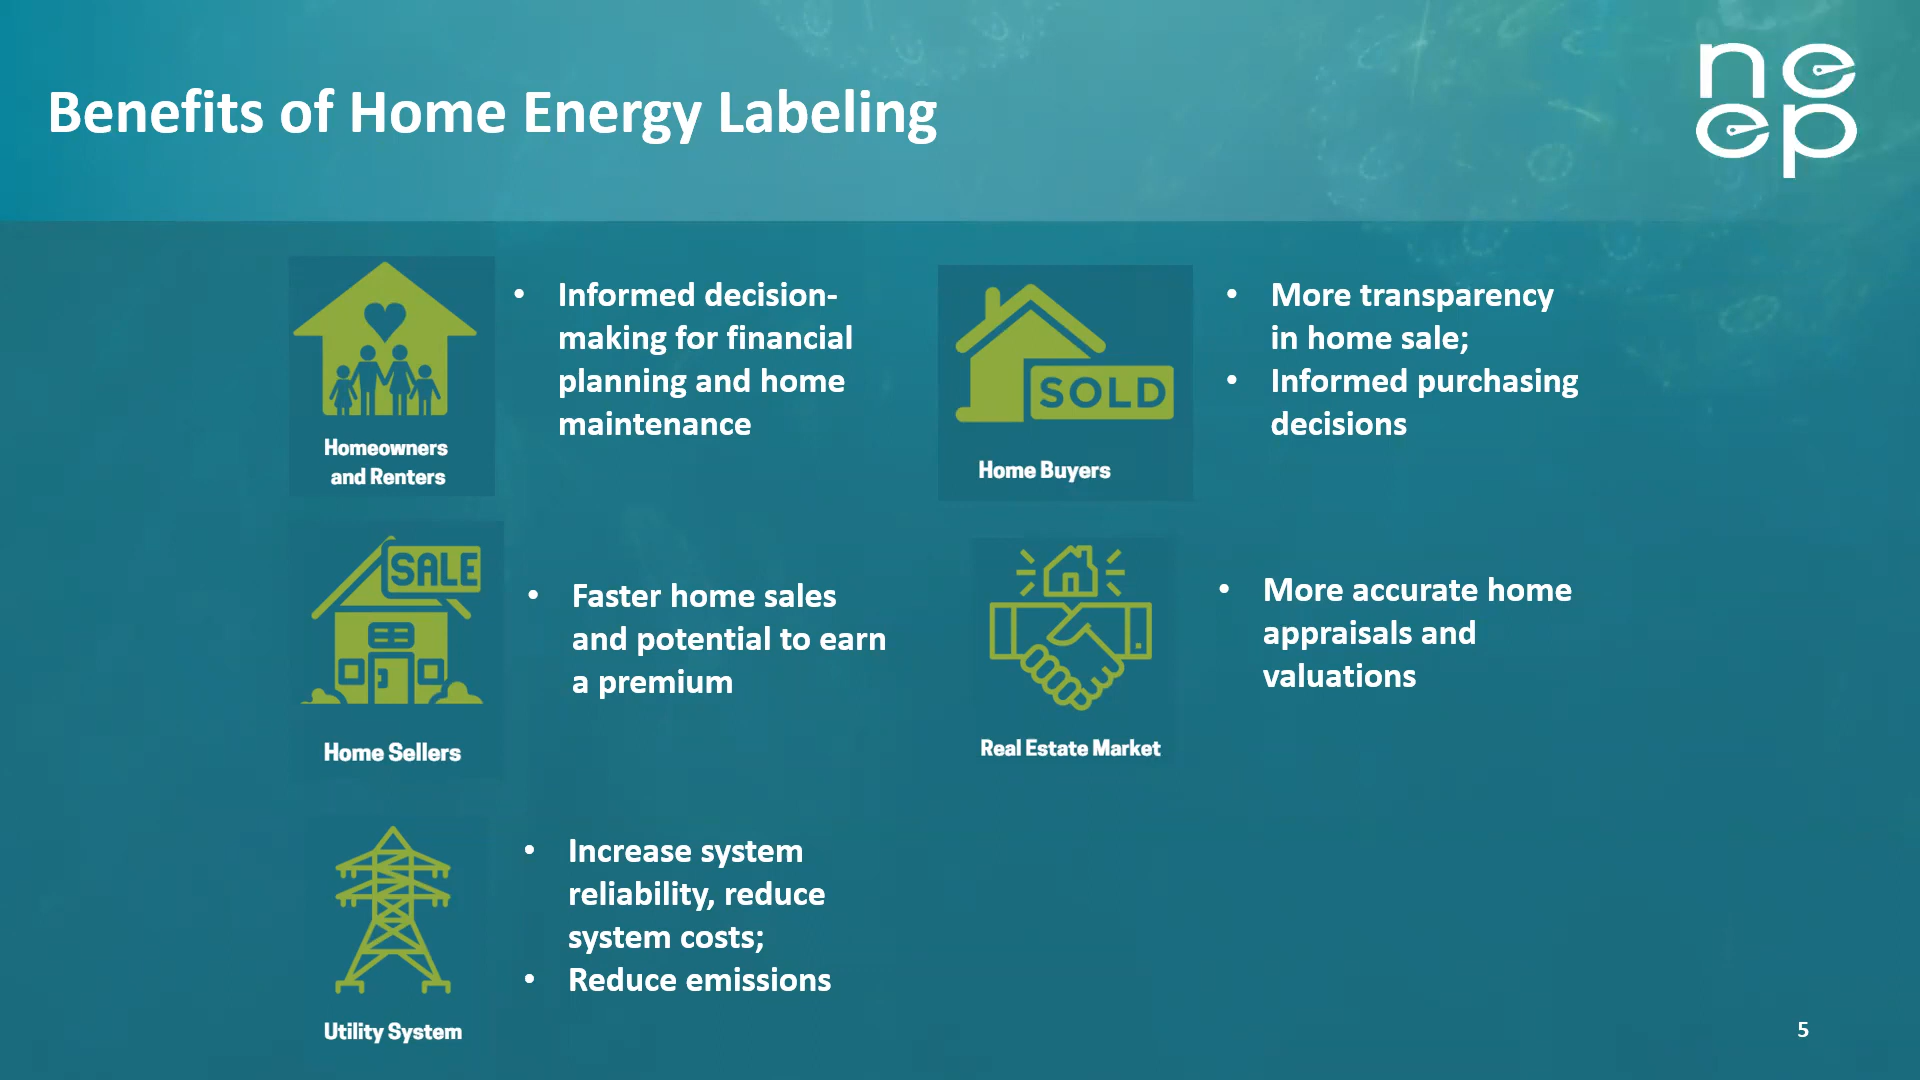 Benefits of Home Energy Labeling
ne
ep
Homeowners
and Renters
• Informed decision-
making for financial
planning and home
maintenance
SOLD
Home Buyers
• More transparency
in home sale;
• Informed purchasing
decisions
SALE
Home Sellers
• Faster home sales
and potential to earn
a premium
Real Estate Market
• More accurate home
appraisals and
valuations
Utility System
• Increase system
reliability, reduce
system costs;
• Reduce emissions
5